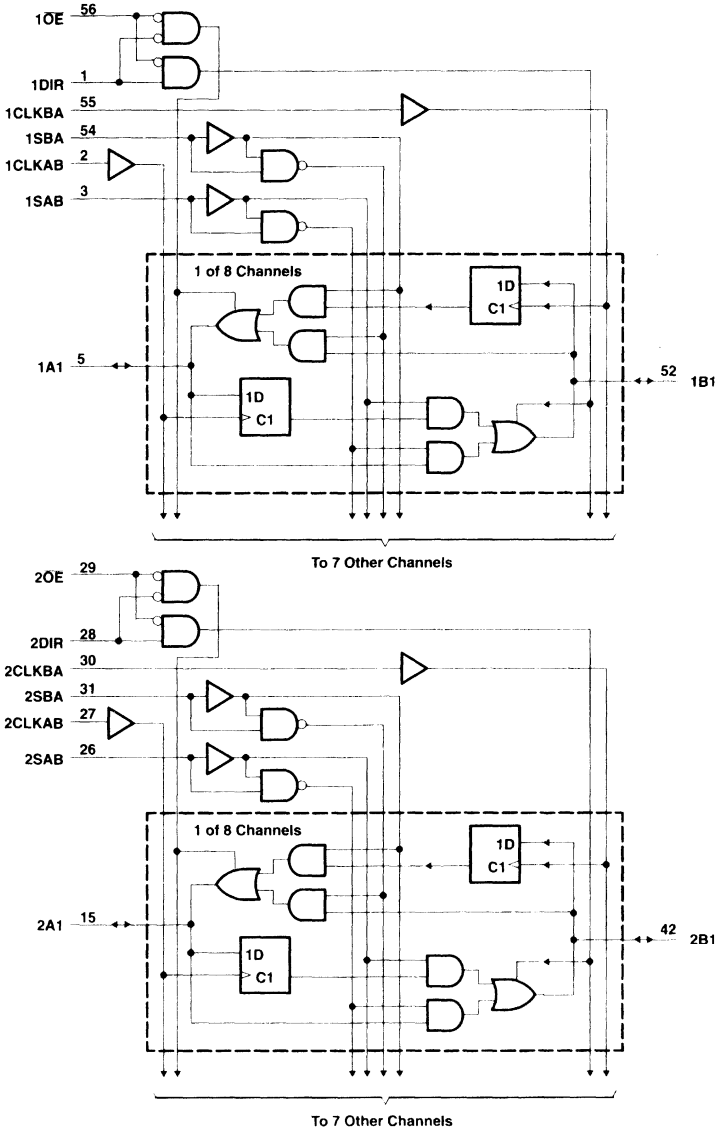 1O̅E̅ 56
1DIR 1
1CLKBA 55
1SBA 54
1CLKAB 2
1SAB 3
1 of 8 Channels
1D
C1
1A1 5
1D
C1
52 1B1
To 7 Other Channels
2O̅E̅ 29
2DIR 28
2CLKBA 30
2SBA 31
2CLKAB 27
2SAB 26
1 of 8 Channels
1D
C1
2A1 15
1D
C1
42 2B1
To 7 Other Channels